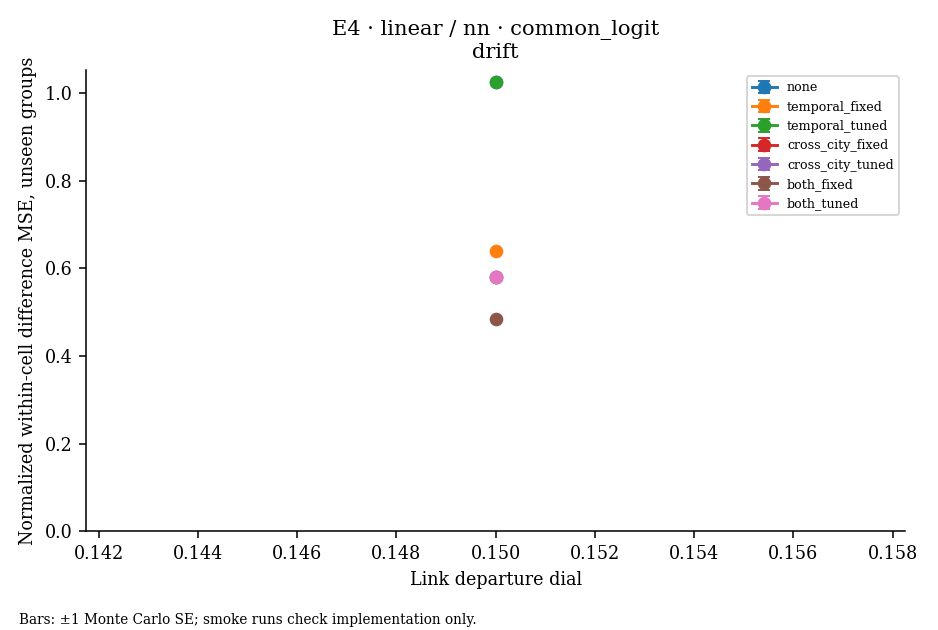 E4 · linear / nn · common_logit
drift
Normalized within-cell difference MSE, unseen groups
1.0
0.8
0.6
0.4
0.2
0.0
none
temporal_fixed
temporal_tuned
cross_city_fixed
cross_city_tuned
both_fixed
both_tuned
0.142 0.144 0.146 0.148 0.150 0.152 0.154 0.156 0.158
Link departure dial
Bars: ±1 Monte Carlo SE; smoke runs check implementation only.